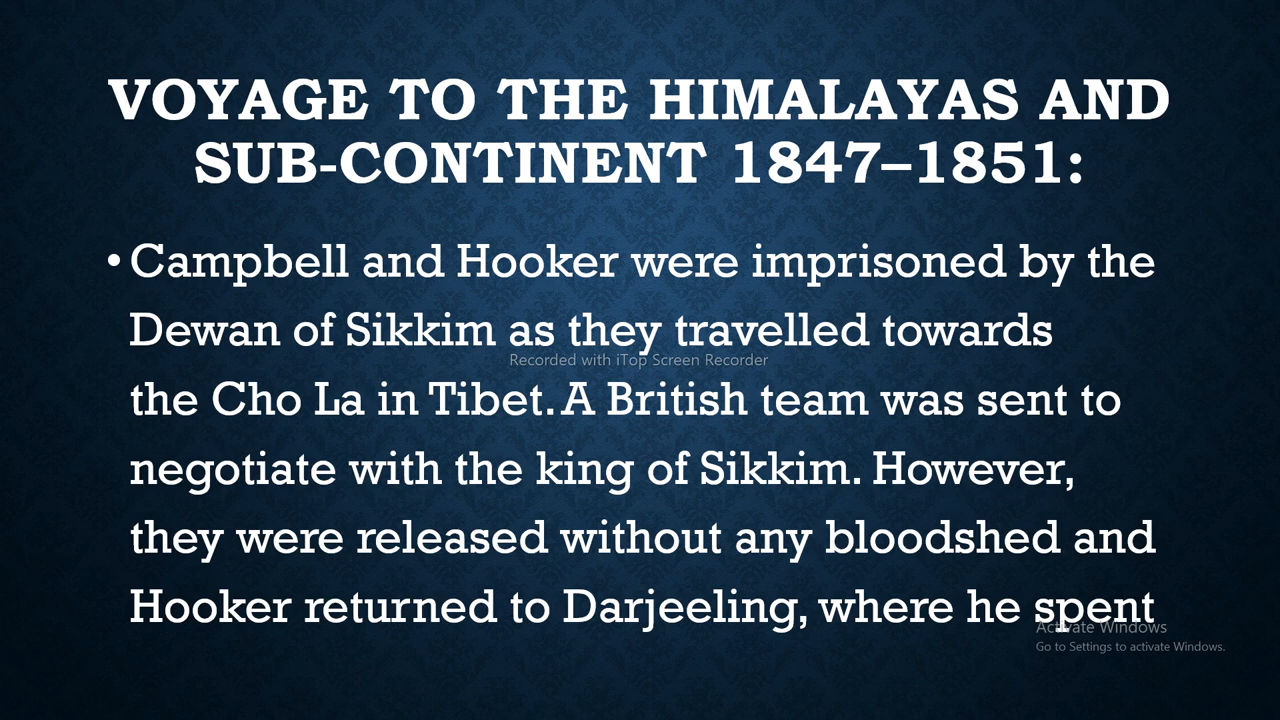 VOYAGE TO THE HIMALAYAS AND
SUB-CONTINENT 1847–1851:
• Campbell and Hooker were imprisoned by the
Dewan of Sikkim as they travelled towards
Recorded with iTop Screen Recorder
the Cho La in Tibet. A British team was sent to
negotiate with the king of Sikkim. However,
they were released without any bloodshed and
Hooker returned to Darjeeling, where he spent
Activate Windows
Go to Settings to activate Windows.